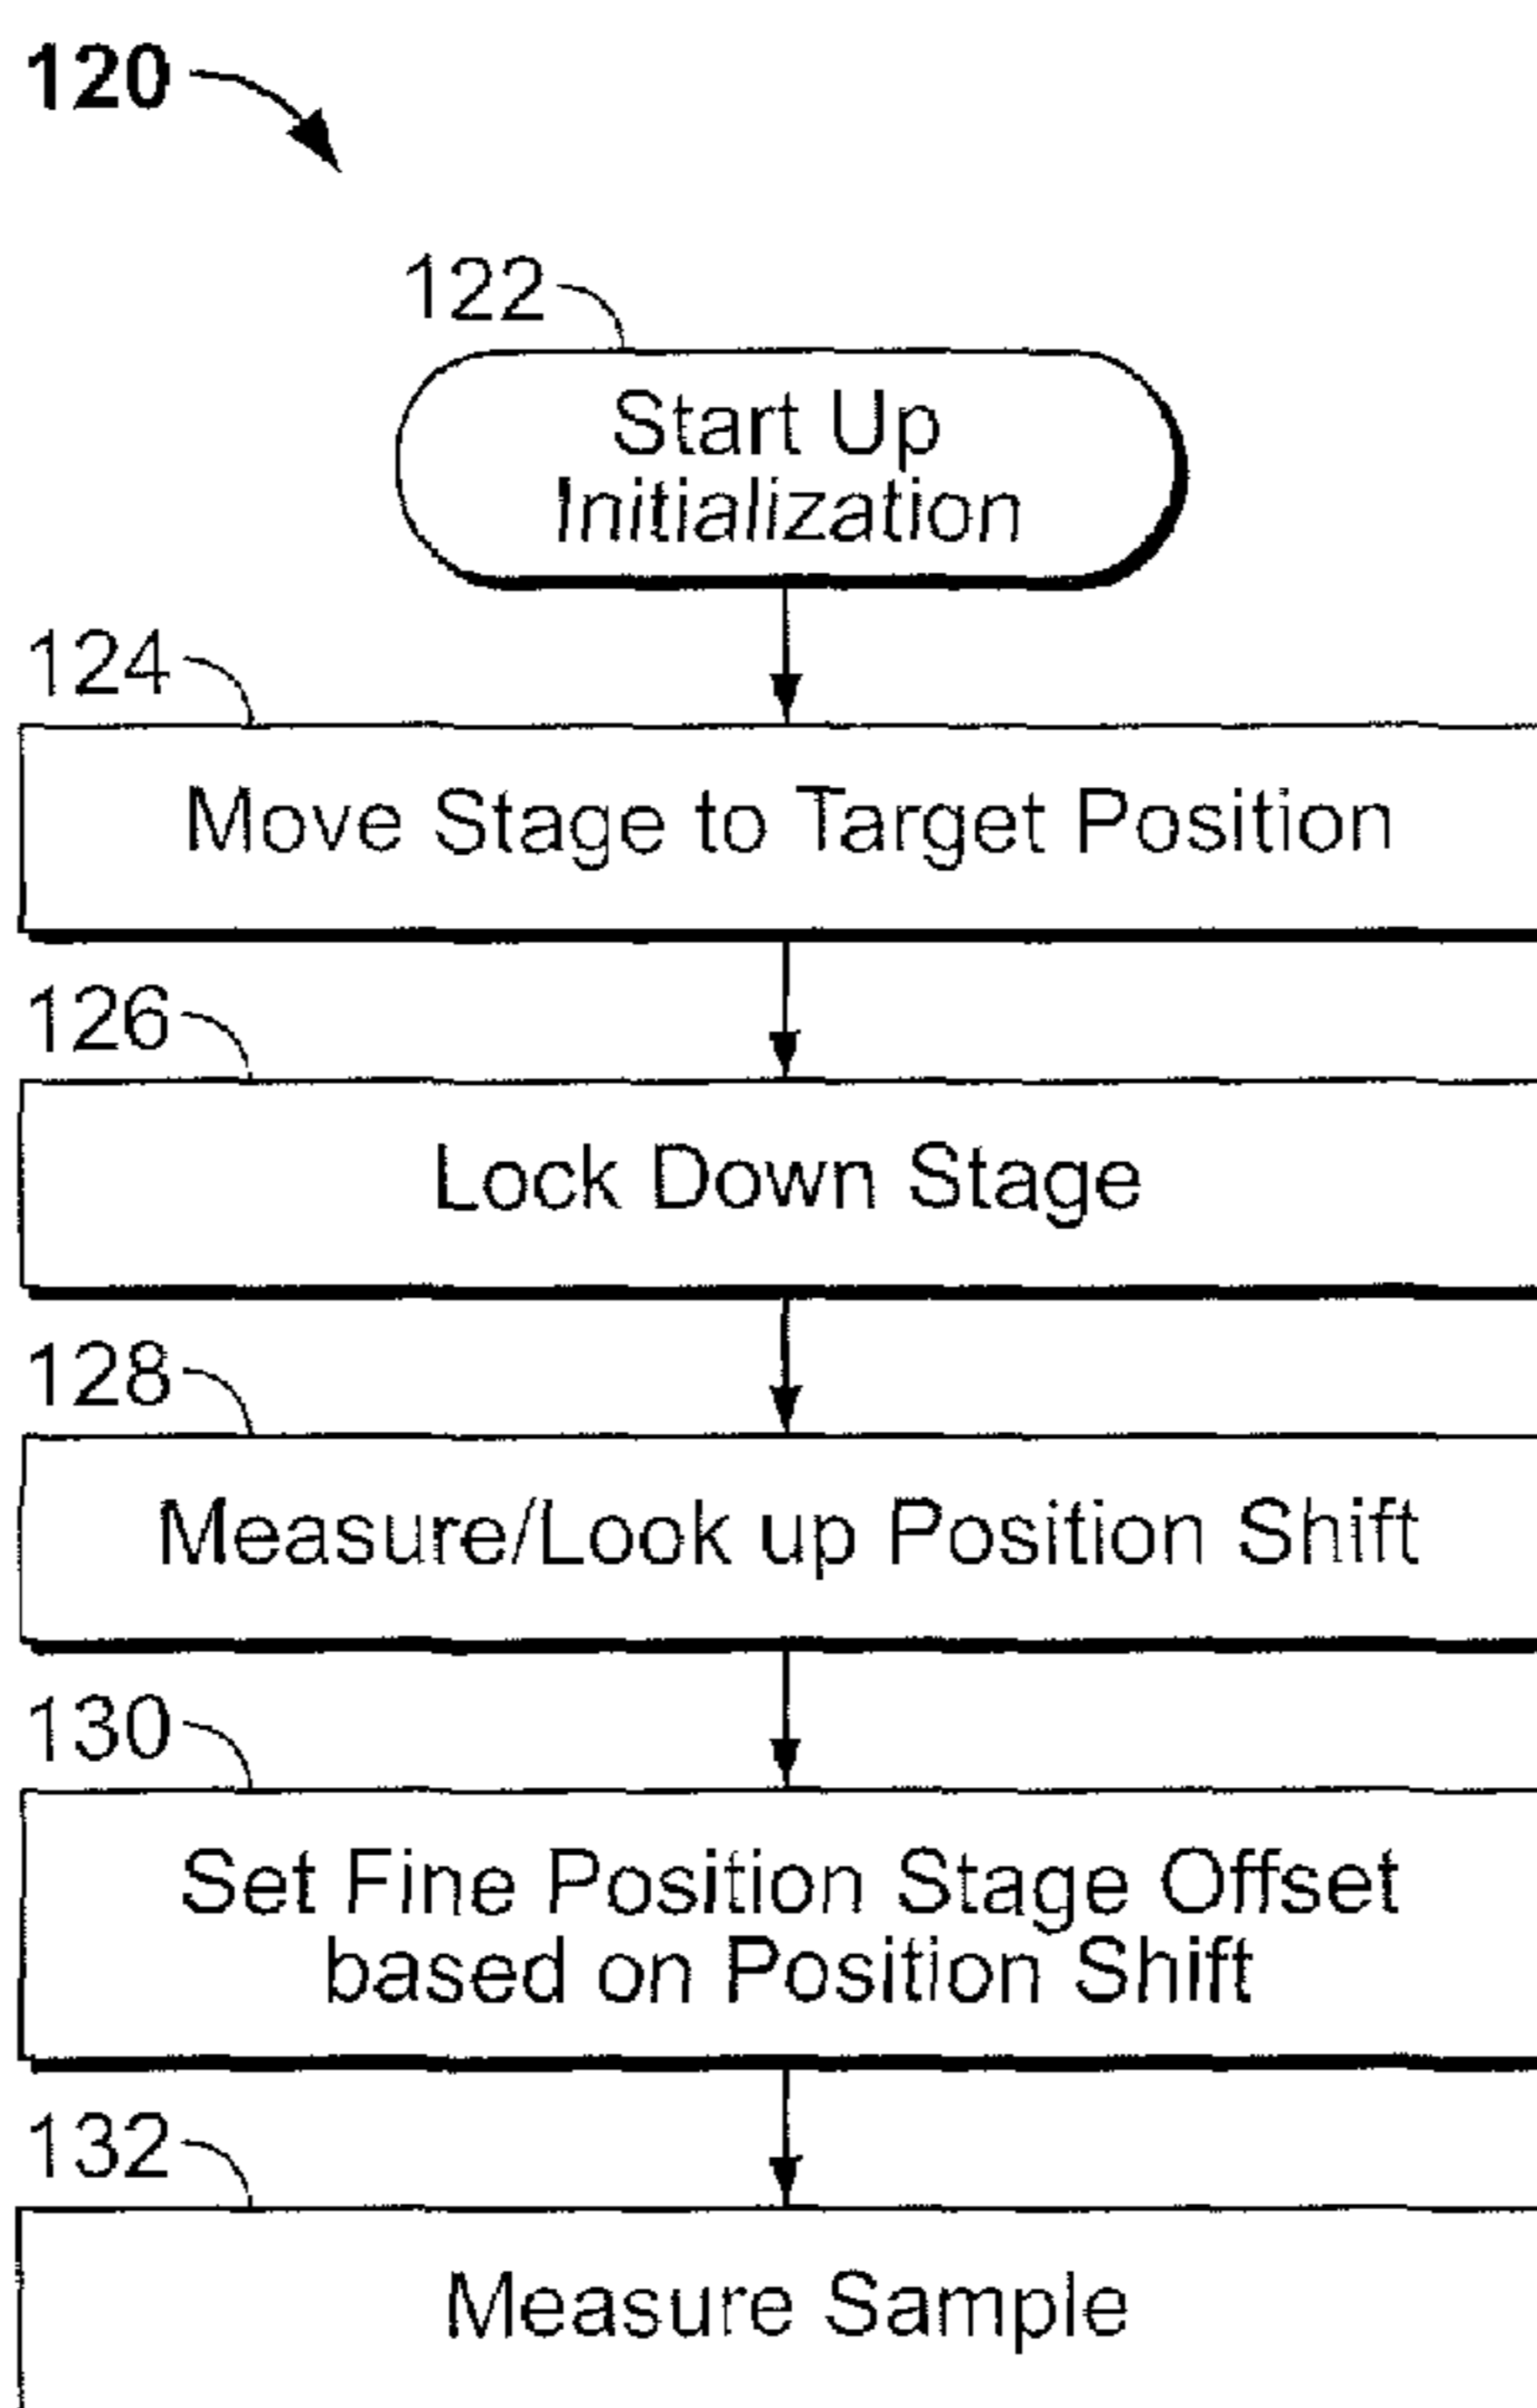 120
122
Start Up
Initialization
124
Move Stage to Target Position
126
Lock Down Stage
128
Measure/Look up Position Shift
130
Set Fine Position Stage Offset
based on Position Shift
132
Measure Sample